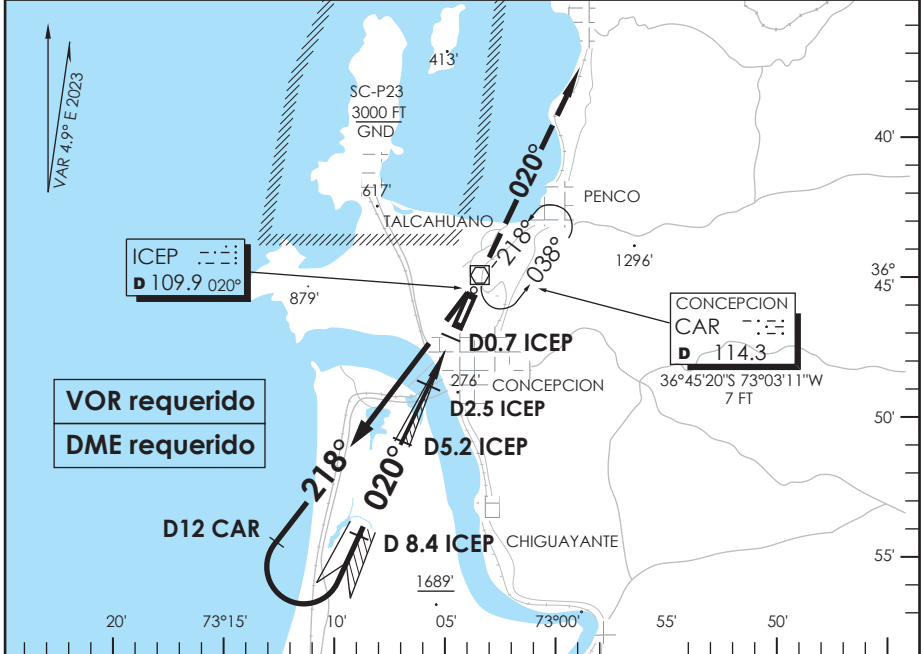 VAR 4.9° E 2023
413'
SC-P23
3000 FT
GND
617'
TALCAHUANO
020°
PENCO
218°
038°
1296'
40'
36°
45'
50'
55'
ICEP
D 109.9 020°
879'
CONCEPCION
CAR
D 114.3
36°45'20"S 73°03'11"W
7 FT
D0.7 ICEP
276'
CONCEPCION
D2.5 ICEP
D5.2 ICEP
VOR requerido
DME requerido
218°
020°
D12 CAR
D 8.4 ICEP
CHIGUAYANTE
1689'
20'
73°15'
10'
05'
73°00'
55'
50'